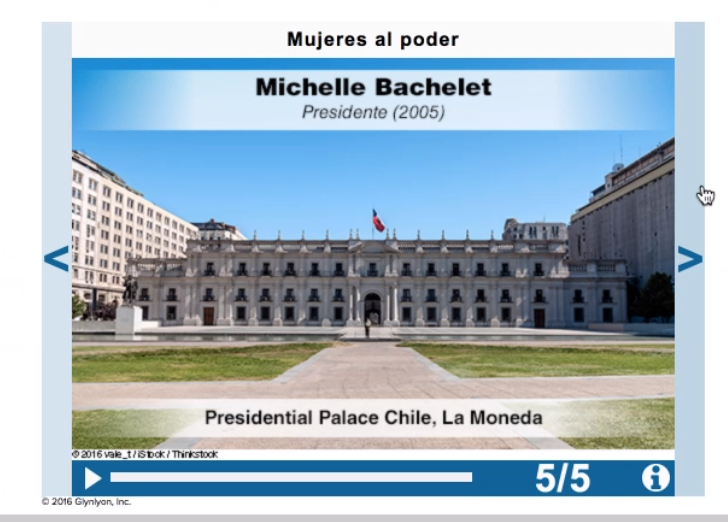 Mujeres al poder
Michelle Bachelet
Presidente (2005)
Presidential Palace Chile, La Moneda
© 2016 vale_t / iStock / Thinkstock
5/5
© 2016 Glynlyon, Inc.